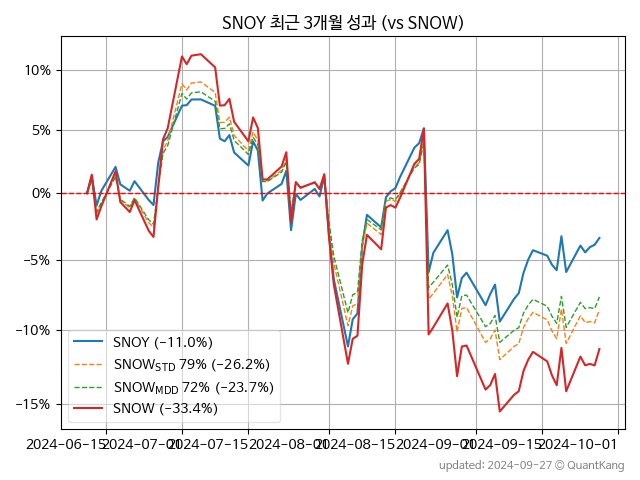 SNOY 최근 3개월 성과 (vs SNOW)
10%
5%
0%
−5%
−10%
−15%
SNOY (−11.0%)
SNOW_STD 79% (−26.2%)
SNOW_MDD 72% (−23.7%)
SNOW (−33.4%)
2024−06−15 2024−07−01 2024−07−15 2024−08−01 2024−08−15 2024−09−01 2024−09−15 2024−10−01
updated: 2024−09−27 © QuantKang